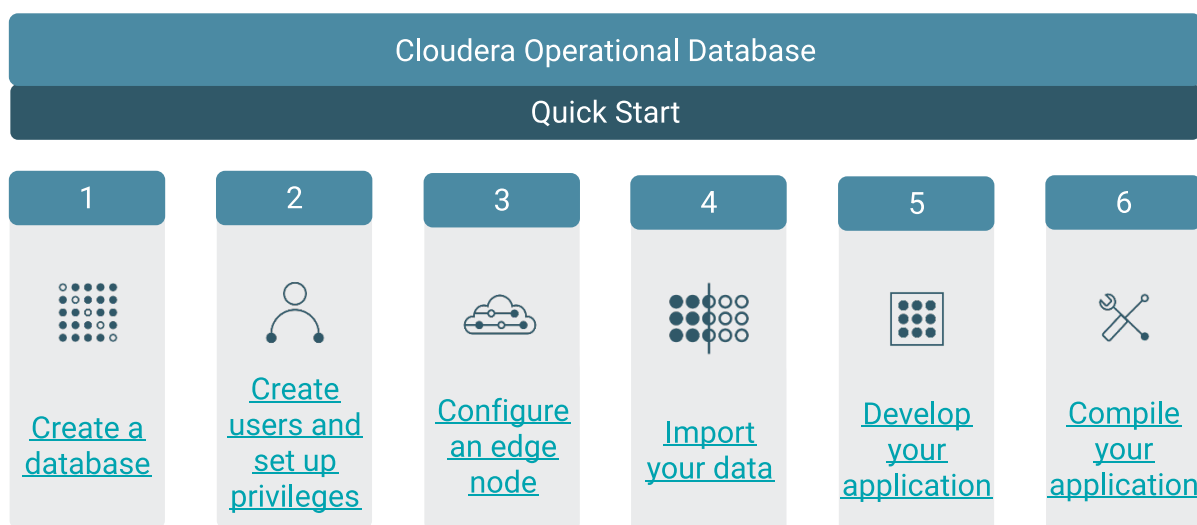 Cloudera Operational Database
Quick Start
1
Create a
database
2
Create
users and
set up
privileges
3
Configure
an edge
node
4
Import
your data
5
Develop
your
application
6
Compile
your
application